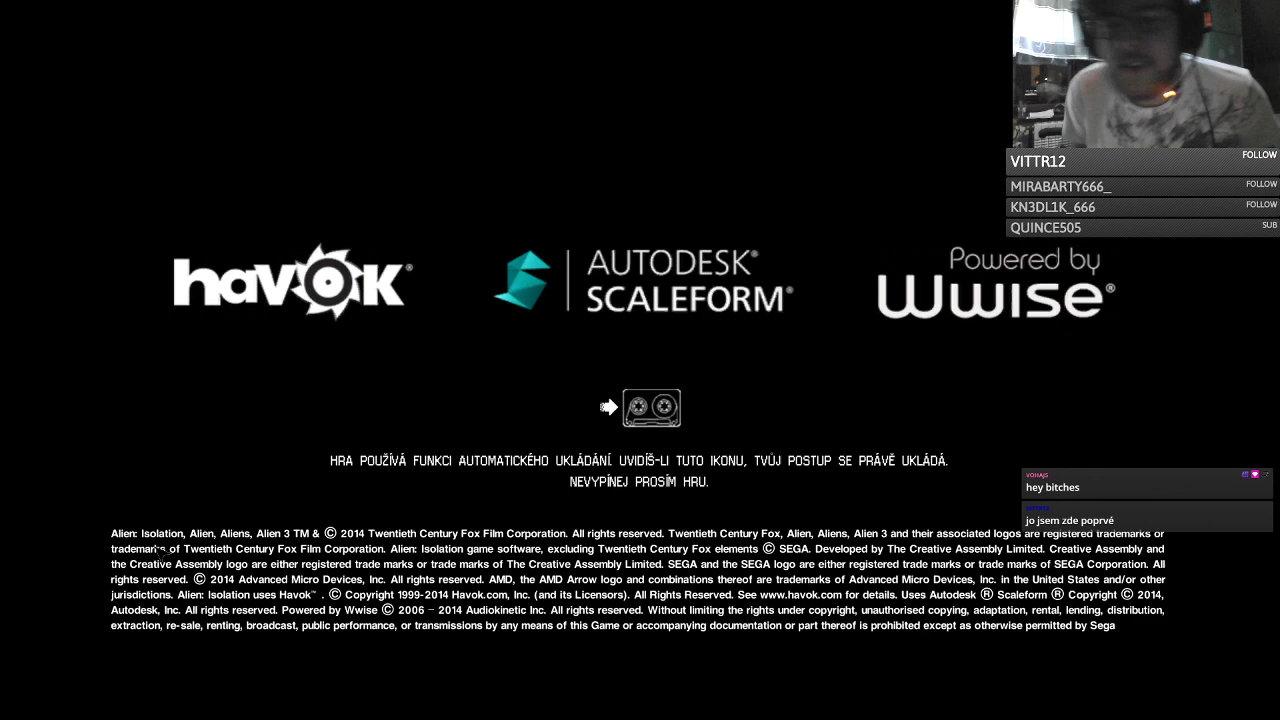 VITTR12 FOLLOW
MIRABARTY666_ FOLLOW
KN3DL1K_666 FOLLOW
QUINCE505 SUB
haVOK®
AUTODESK®
SCALEFORM®
Powered by
Wwise®
HRA POUŽÍVÁ FUNKCI AUTOMATICKÉHO UKLÁDÁNÍ. UVIDÍŠ-LI TUTO IKONU, TVŮJ POSTUP SE PRÁVĚ UKLÁDÁ.
NEVYPÍNEJ PROSÍM HRU.
VOHAJS
hey bitches
jo jsem zde poprvé
Alien: Isolation, Alien, Aliens, Alien 3 TM & © 2014 Twentieth Century Fox Film Corporation. All rights reserved. Twentieth Century Fox, Alien, Aliens, Alien 3 and their associated logos are registered trademarks or
trademarks of Twentieth Century Fox Film Corporation. Alien: Isolation game software, excluding Twentieth Century Fox elements © SEGA. Developed by The Creative Assembly Limited. Creative Assembly and
the Creative Assembly logo are either registered trade marks or trade marks of The Creative Assembly Limited. SEGA and the SEGA logo are either registered trade marks or trade marks of SEGA Corporation. All
rights reserved. © 2014 Advanced Micro Devices, Inc. All rights reserved. AMD, the AMD Arrow logo and combinations thereof are trademarks of Advanced Micro Devices, Inc. in the United States and/or other
jurisdictions. Alien: Isolation uses Havok™ . © Copyright 1999-2014 Havok.com, Inc. (and its Licensors). All Rights Reserved. See www.havok.com for details. Uses Autodesk ® Scaleform ® Copyright © 2014,
Autodesk, Inc. All rights reserved. Powered by Wwise © 2006 – 2014 Audiokinetic Inc. All rights reserved. Without limiting the rights under copyright, unauthorised copying, adaptation, rental, lending, distribution,
extraction, re-sale, renting, broadcast, public performance, or transmissions by any means of this Game or accompanying documentation or part thereof is prohibited except as otherwise permitted by Sega